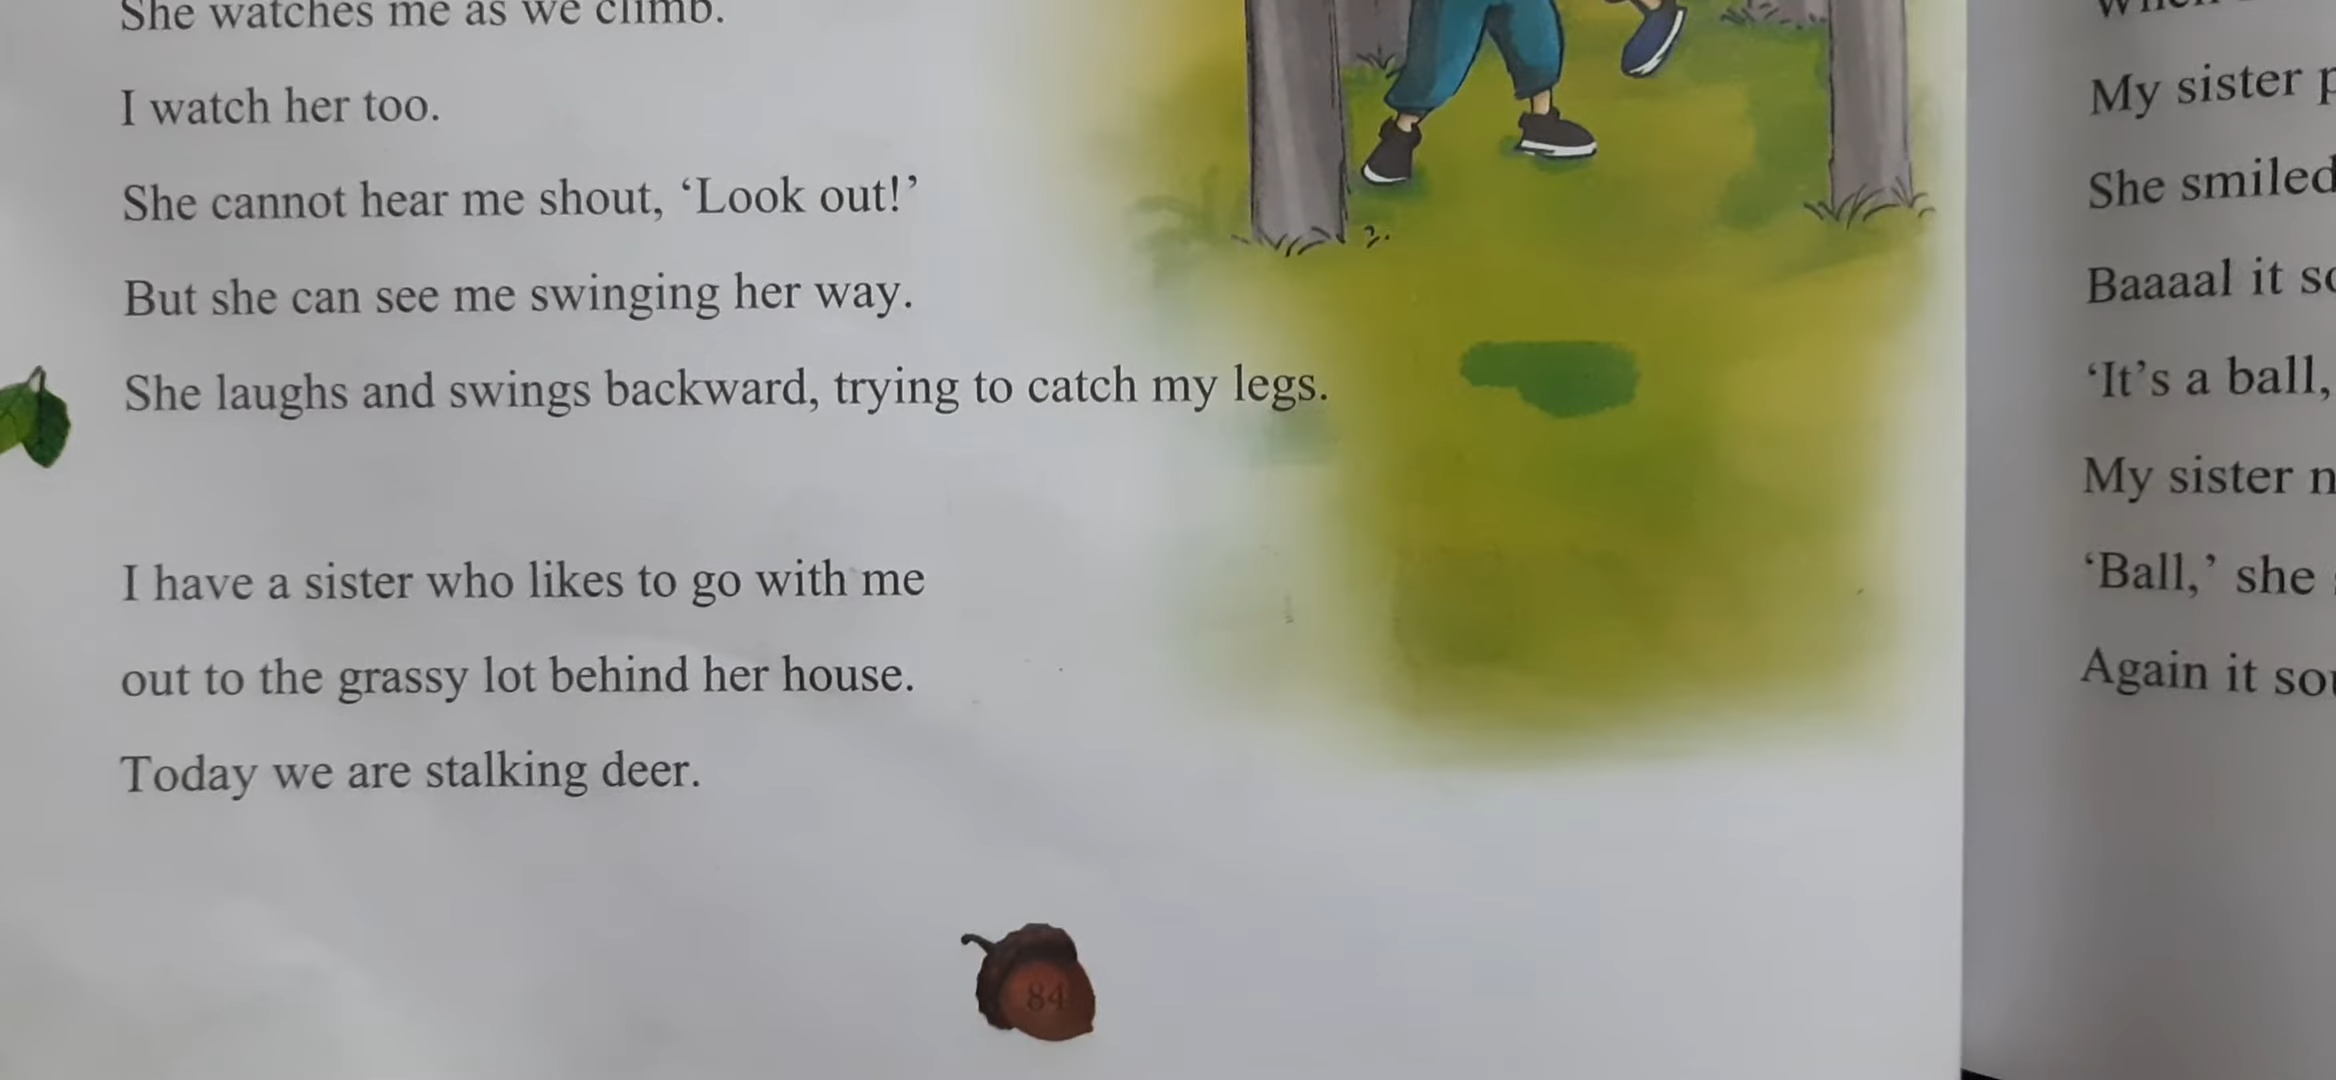 She watches me as we climb.
I watch her too.
She cannot hear me shout, ‘Look out!’
But she can see me swinging her way.
She laughs and swings backward, trying to catch my legs.
I have a sister who likes to go with me
out to the grassy lot behind her house.
Today we are stalking deer.
84
My sister
She smiled
Baaaal it
‘It’s a ball,
My sister
‘Ball,’ she
Again it